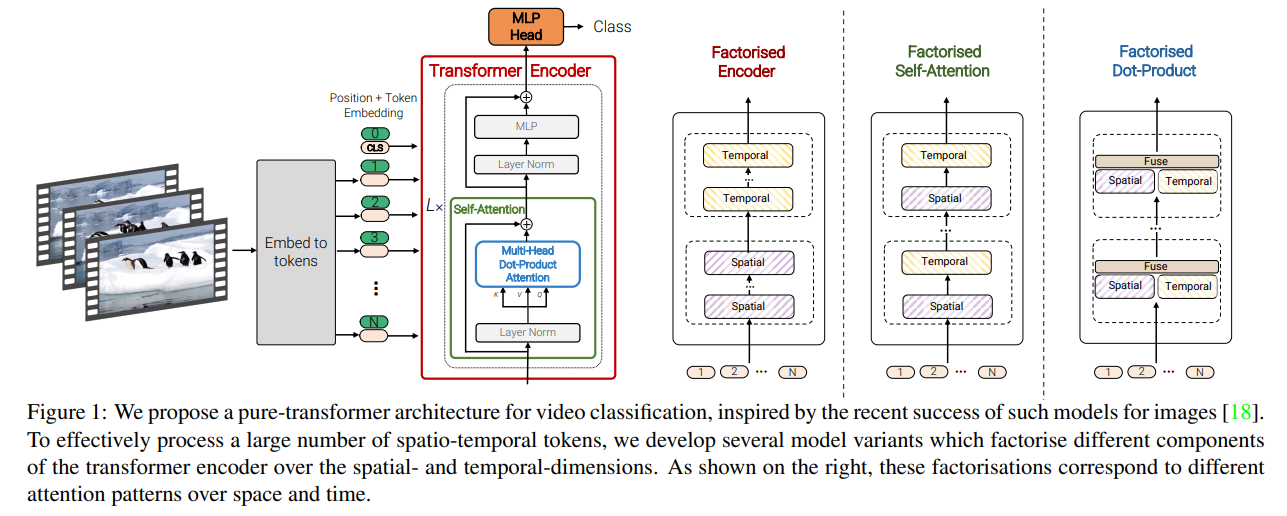 MLP
Head
Class
Transformer Encoder
Position + Token
Embedding
0
CLS
1
2
3
N
Embed to
tokens
L×
MLP
Layer Norm
Self-Attention
Multi-Head
Dot-Product
Attention
K V Q
Layer Norm
Factorised
Encoder
Temporal
...
Temporal
Spatial
...
Spatial
1 2 ... N
Factorised
Self-Attention
Temporal
Spatial
...
Temporal
Spatial
1 2 ... N
Factorised
Dot-Product
Fuse
Spatial Temporal
...
Fuse
Spatial Temporal
1 2 ... N
Figure 1: We propose a pure-transformer architecture for video classification, inspired by the recent success of such models for images [18].
To effectively process a large number of spatio-temporal tokens, we develop several model variants which factorise different components
of the transformer encoder over the spatial- and temporal-dimensions. As shown on the right, these factorisations correspond to different
attention patterns over space and time.